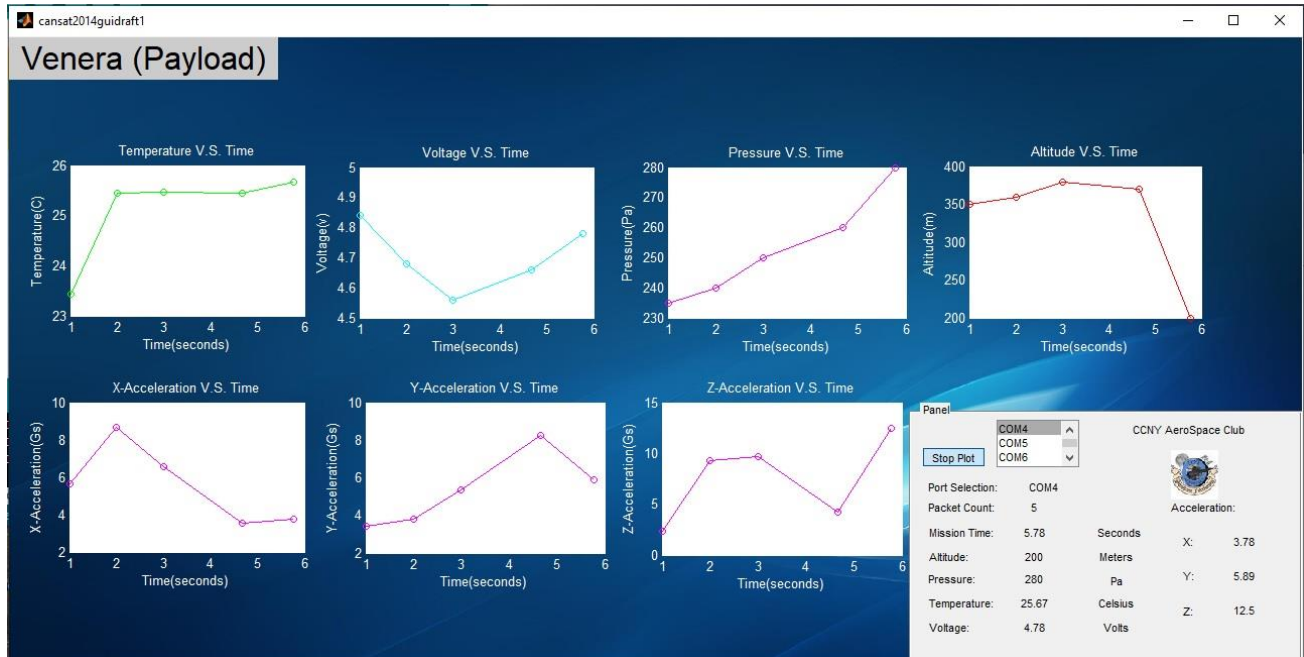 cansat2014guidraft1
Venera (Payload)
Temperature V.S. Time
Temperature(C)
26
25
24
23
1 2 3 4 5 6
Time(seconds)
Voltage V.S. Time
Voltage(v)
5
4.9
4.8
4.7
4.6
4.5
1 2 3 4 5 6
Time(seconds)
Pressure V.S. Time
Pressure(Pa)
280
270
260
250
240
230
1 2 3 4 5 6
Time(seconds)
Altitude V.S. Time
Altitude(m)
400
350
300
250
200
1 2 3 4 5 6
Time(seconds)
X-Acceleration V.S. Time
X-Acceleration(Gs)
10
8
6
4
2
1 2 3 4 5 6
Time(seconds)
Y-Acceleration V.S. Time
Y-Acceleration(Gs)
10
8
6
4
2
1 2 3 4 5 6
Time(seconds)
Z-Acceleration V.S. Time
Z-Acceleration(Gs)
15
10
5
0
1 2 3 4 5 6
Time(seconds)
Panel
COM4
COM5
COM6
Stop Plot
CCNY AeroSpace Club
Port Selection: COM4
Packet Count: 5
Acceleration:
Mission Time: 5.78 Seconds
X: 3.78
Altitude: 200 Meters
Pressure: 280 Pa
Y: 5.89
Temperature: 25.67 Celsius
Z: 12.5
Voltage: 4.78 Volts